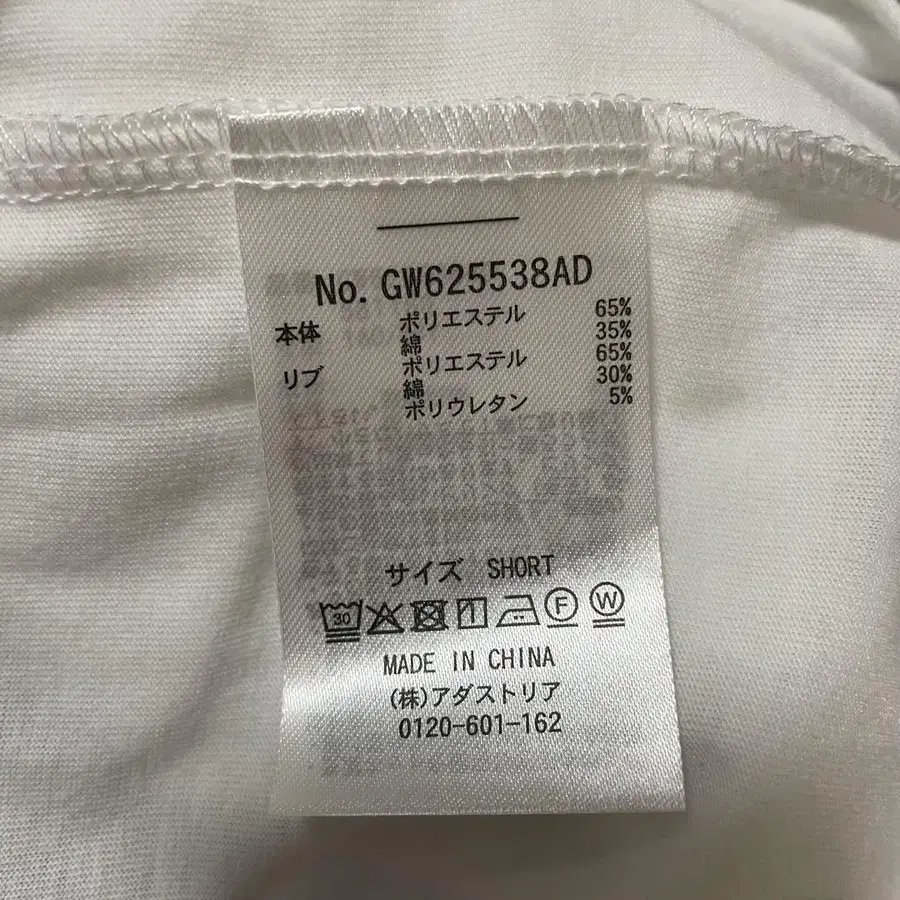 No. GW625538AD
本体 ポリエステル 65%
綿 35%
リブ ポリエステル 65%
綿 30%
ポリウレタン 5%
サイズ SHORT
30 F W
MADE IN CHINA
(株)アダストリア
0120-601-162